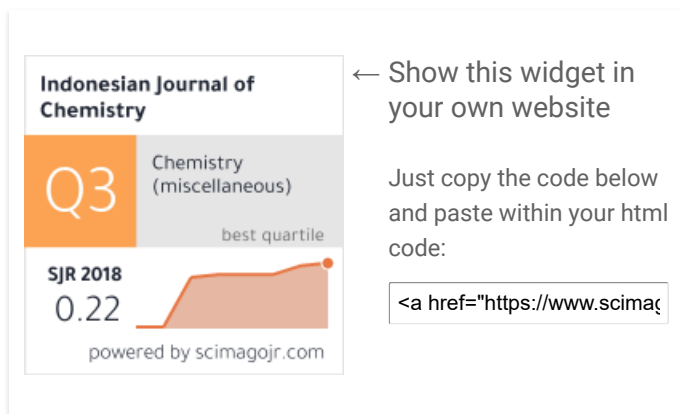 Indonesian Journal of
Chemistry
Q3
Chemistry
(miscellaneous)
best quartile
SJR 2018
0.22
powered by scimagojr.com
← Show this widget in
your own website
Just copy the code below
and paste within your html
code:
<a href="https://www.scimag